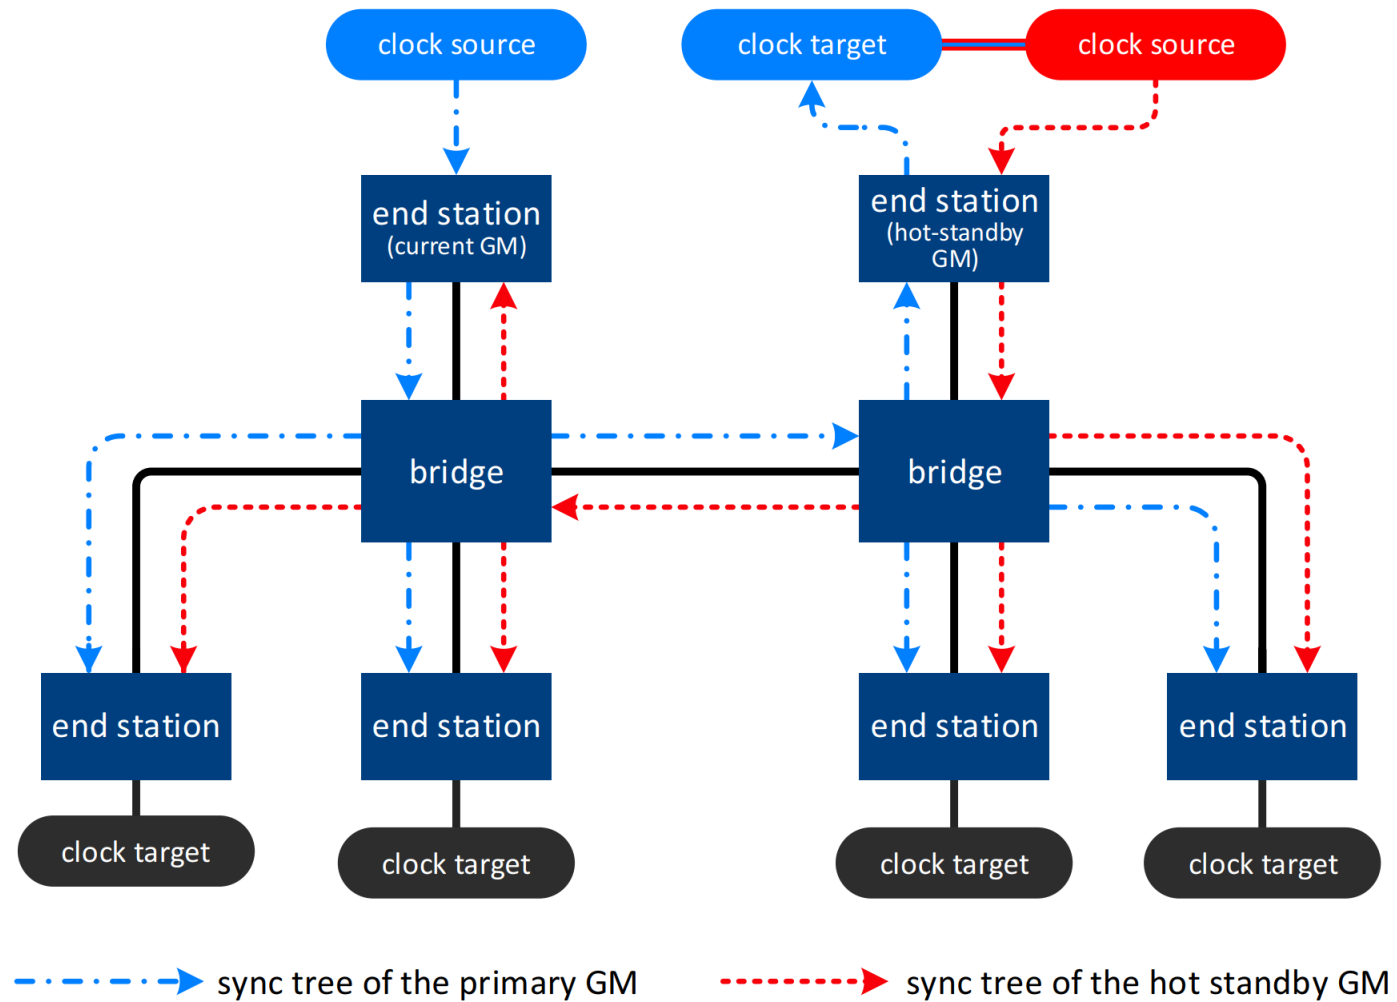 clock source
clock target
clock source
end station
(current GM)
end station
(hot-standby
GM)
bridge
bridge
end station
end station
end station
end station
clock target
clock target
clock target
clock target
sync tree of the primary GM
sync tree of the hot standby GM